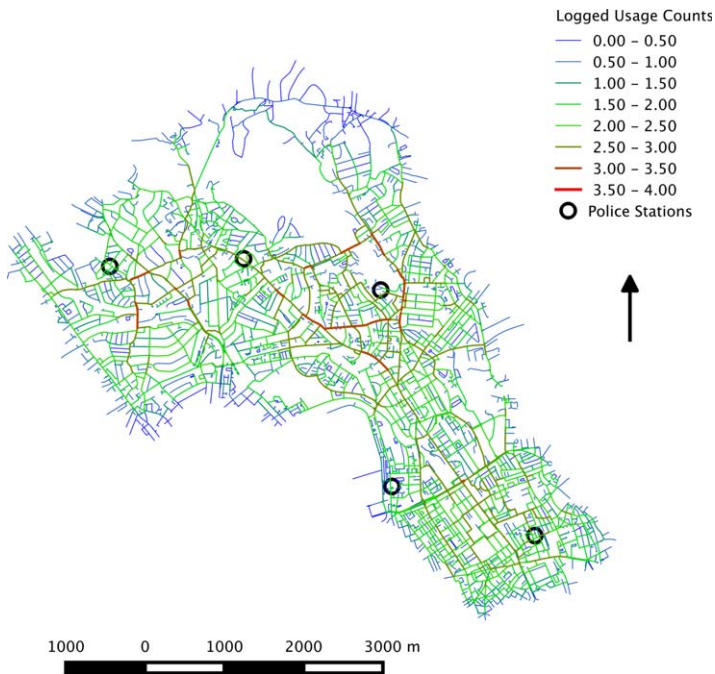 Logged Usage Counts
0.00 – 0.50
0.50 – 1.00
1.00 – 1.50
1.50 – 2.00
2.00 – 2.50
2.50 – 3.00
3.00 – 3.50
3.50 – 4.00
Police Stations
1000 0 1000 2000 3000 m